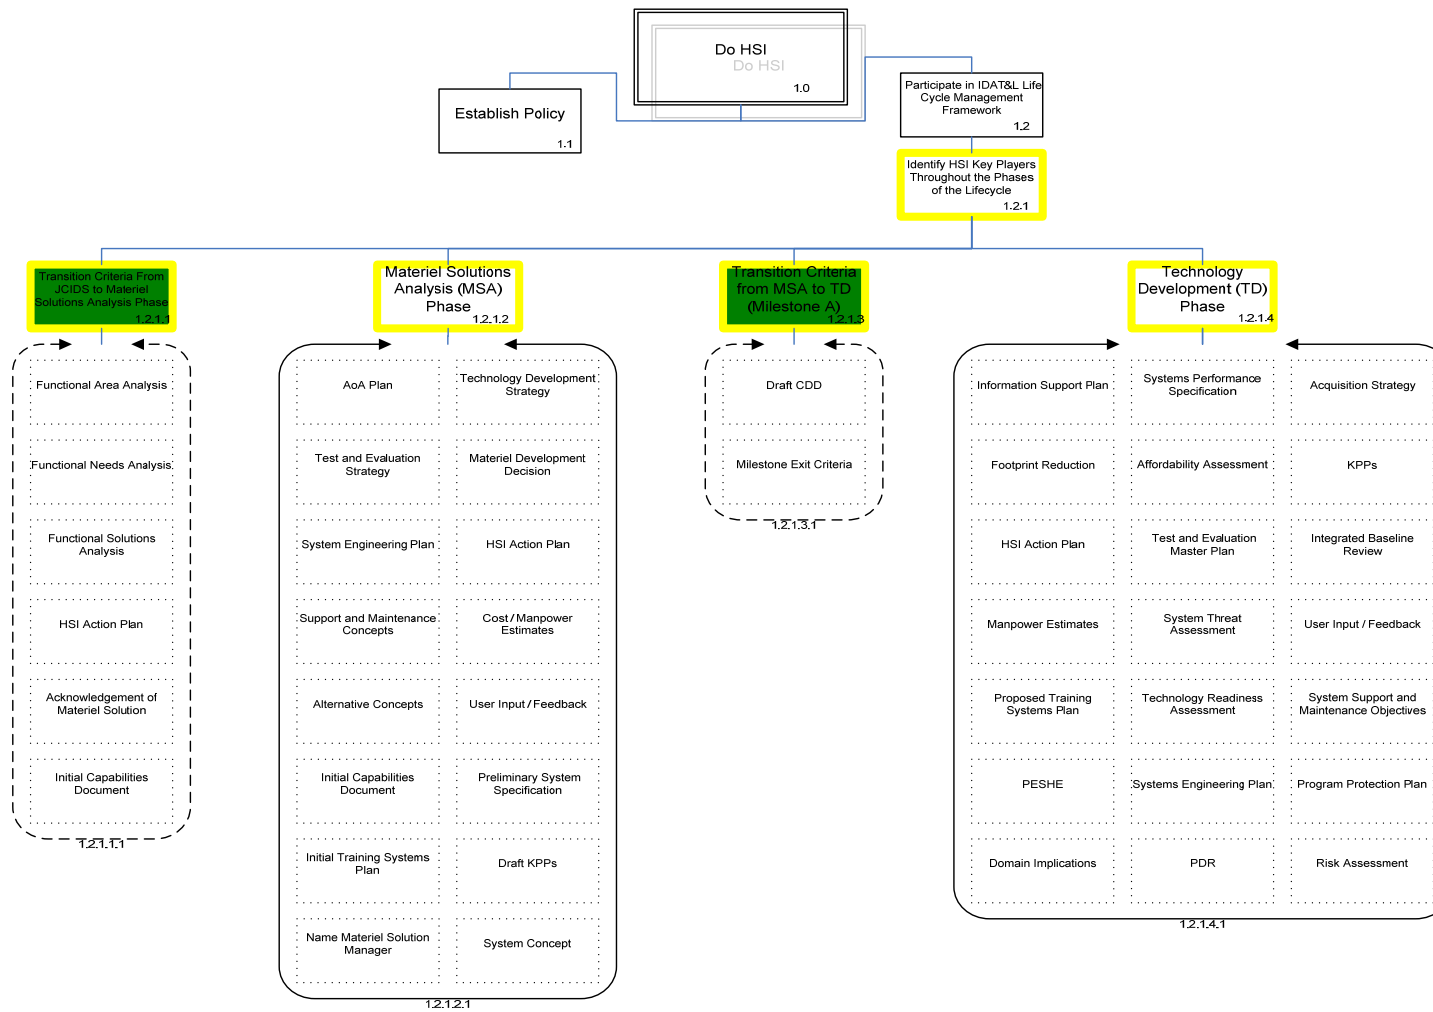 Do HSI
Do HSI
1.0
Establish Policy
1.1
Participate in IDAT&L Life
Cycle Management
Framework
1.2
Identify HSI Key Players
Throughout the Phases
of the Lifecycle
1.2.1
Transition Criteria From
JCIDS to Materiel
Solutions Analysis Phase
1.2.1.1
Materiel Solutions
Analysis (MSA)
Phase
1.2.1.2
Transition Criteria
from MSA to TD
(Milestone A)
1.2.1.3
Technology
Development (TD)
Phase
1.2.1.4
Functional Area Analysis
Functional Needs Analysis
Functional Solutions
Analysis
HSI Action Plan
Acknowledgement of
Materiel Solution
Initial Capabilities
Document
1.2.1.1.1
AoA Plan
Technology Development
Strategy
Test and Evaluation
Strategy
Materiel Development
Decision
System Engineering Plan
HSI Action Plan
Support and Maintenance
Concepts
Cost / Manpower
Estimates
Alternative Concepts
User Input / Feedback
Initial Capabilities
Document
Preliminary System
Specification
Initial Training Systems
Plan
Draft KPPs
Name Materiel Solution
Manager
System Concept
1.2.1.2.1
Draft CDD
Milestone Exit Criteria
1.2.1.3.1
Information Support Plan
Systems Performance
Specification
Acquisition Strategy
Footprint Reduction
Affordability Assessment
KPPs
HSI Action Plan
Test and Evaluation
Master Plan
Integrated Baseline
Review
Manpower Estimates
System Threat
Assessment
User Input / Feedback
Proposed Training
Systems Plan
Technology Readiness
Assessment
System Support and
Maintenance Objectives
PESHE
Systems Engineering Plan
Program Protection Plan
Domain Implications
PDR
Risk Assessment
1.2.1.4.1